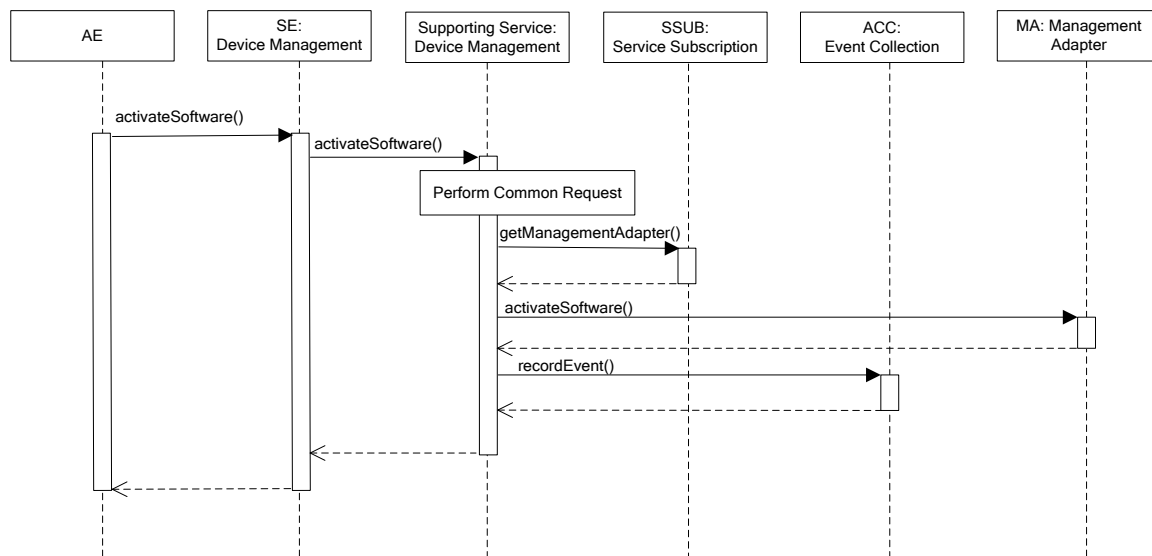 AE
SE:
Device Management
Supporting Service:
Device Management
SSUB:
Service Subscription
ACC:
Event Collection
MA: Management
Adapter
activateSoftware()
activateSoftware()
Perform Common Request
getManagementAdapter()
activateSoftware()
recordEvent()